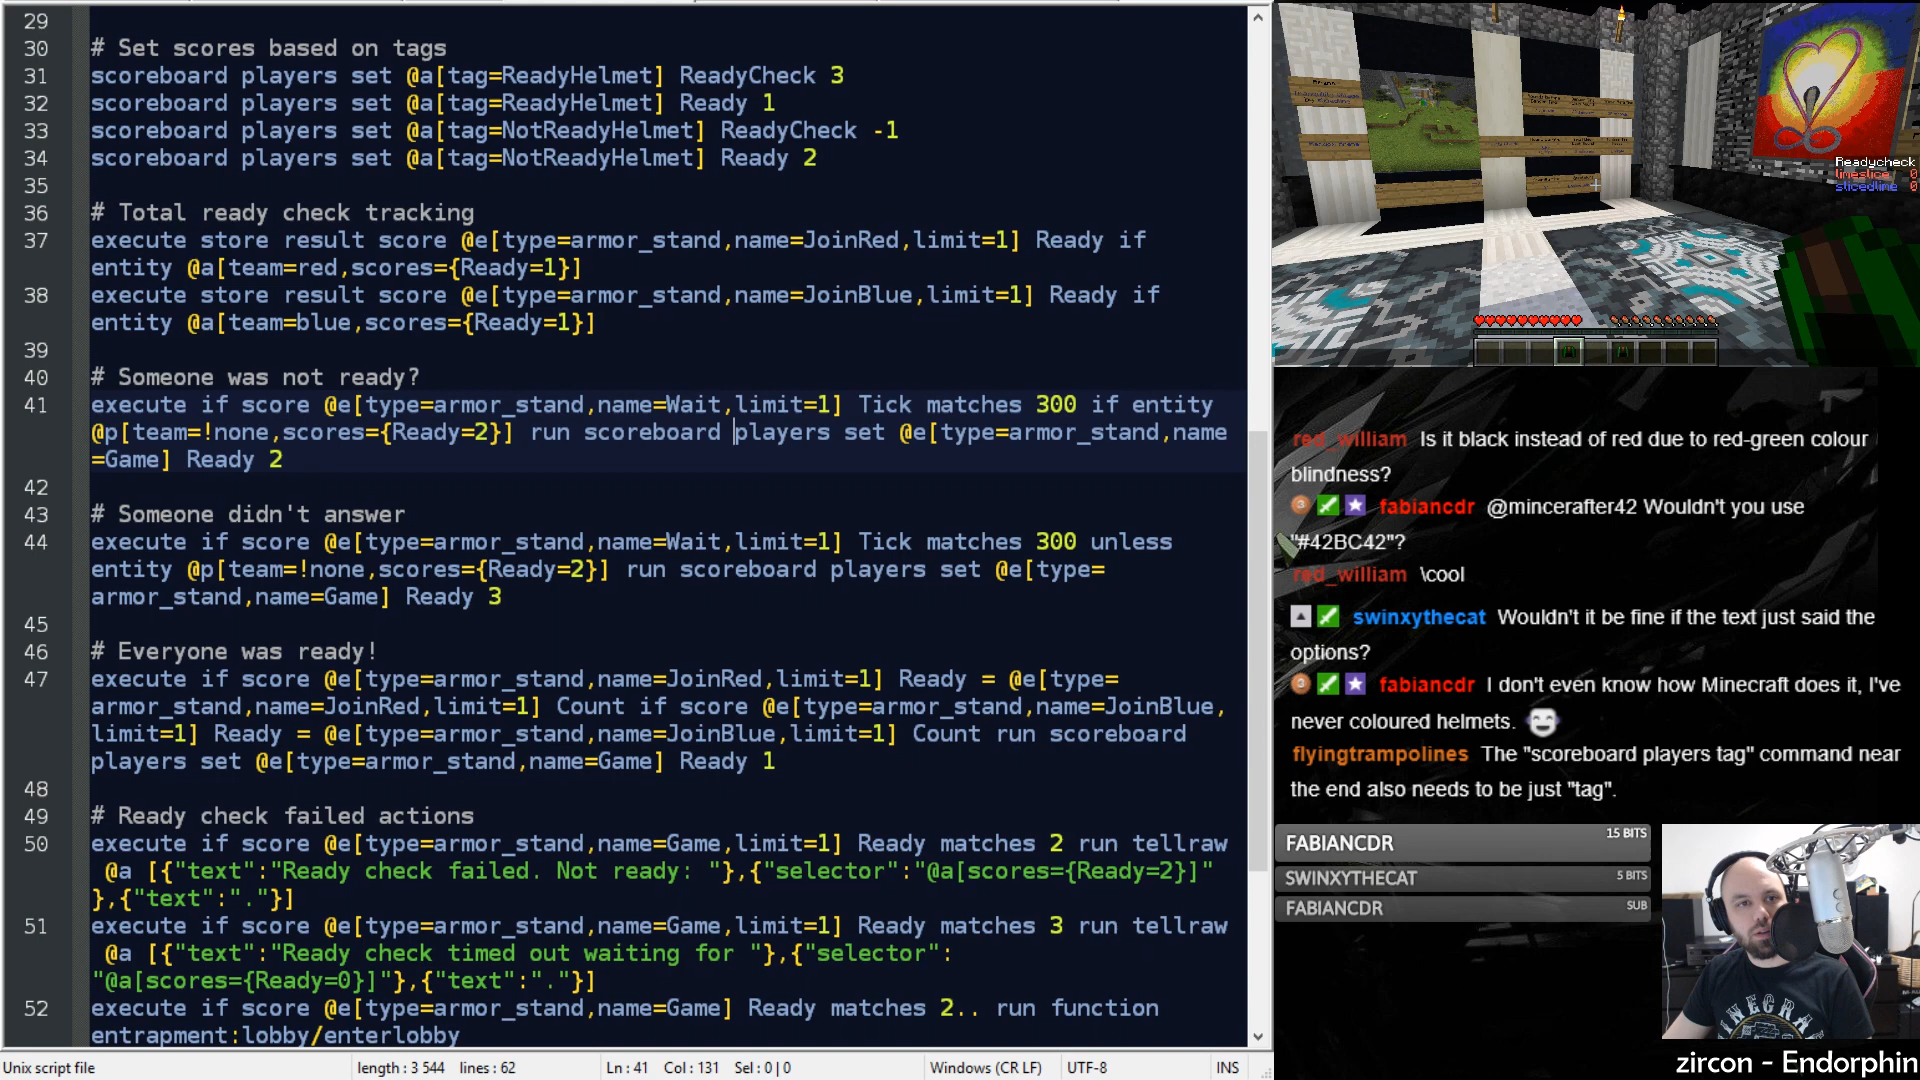 29
30 # Set scores based on tags
31 scoreboard players set @a[tag=ReadyHelmet] ReadyCheck 3
32 scoreboard players set @a[tag=ReadyHelmet] Ready 1
33 scoreboard players set @a[tag=NotReadyHelmet] ReadyCheck -1
34 scoreboard players set @a[tag=NotReadyHelmet] Ready 2
35
36 # Total ready check tracking
37 execute store result score @e[type=armor_stand,name=JoinRed,limit=1] Ready if
entity @a[team=red,scores={Ready=1}]
38 execute store result score @e[type=armor_stand,name=JoinBlue,limit=1] Ready if
entity @a[team=blue,scores={Ready=1}]
39
40 # Someone was not ready?
41 execute if score @e[type=armor_stand,name=Wait,limit=1] Tick matches 300 if entity
@p[team=!none,scores={Ready=2}] run scoreboard players set @e[type=armor_stand,name
=Game] Ready 2
42
43 # Someone didn't answer
44 execute if score @e[type=armor_stand,name=Wait,limit=1] Tick matches 300 unless
entity @p[team=!none,scores={Ready=2}] run scoreboard players set @e[type=
armor_stand,name=Game] Ready 3
45
46 # Everyone was ready!
47 execute if score @e[type=armor_stand,name=JoinRed,limit=1] Ready = @e[type=
armor_stand,name=JoinRed,limit=1] Count if score @e[type=armor_stand,name=JoinBlue,
limit=1] Ready = @e[type=armor_stand,name=JoinBlue,limit=1] Count run scoreboard
players set @e[type=armor_stand,name=Game] Ready 1
48
49 # Ready check failed actions
50 execute if score @e[type=armor_stand,name=Game,limit=1] Ready matches 2 run tellraw
@a [{"text":"Ready check failed. Not ready: "},{"selector":"@a[scores={Ready=2}]"
},{"text":"."}]
51 execute if score @e[type=armor_stand,name=Game,limit=1] Ready matches 3 run tellraw
@a [{"text":"Ready check timed out waiting for "},{"selector":
"@a[scores={Ready=0}]"},{"text":"."}]
52 execute if score @e[type=armor_stand,name=Game] Ready matches 2.. run function
entrapment:lobby/enterlobby
Unix script file length : 3 544 lines : 62 Ln : 41 Col : 131 Sel : 0 | 0 Windows (CR LF) UTF-8 INS
Readycheck
limeslice 0
slicedlime 0
red_william Is it black instead of red due to red-green colour
blindness?
fabiancdr @mincerafter42 Wouldn't you use
"#42BC42"?
red_william \cool
swinxythecat Wouldn't it be fine if the text just said the
options?
fabiancdr I don't even know how Minecraft does it, I've
never coloured helmets.
flyingtrampolines The "scoreboard players tag" command near
the end also needs to be just "tag".
FABIANCDR 15 BITS
SWINXYTHECAT 5 BITS
FABIANCDR SUB
zircon - Endorphin